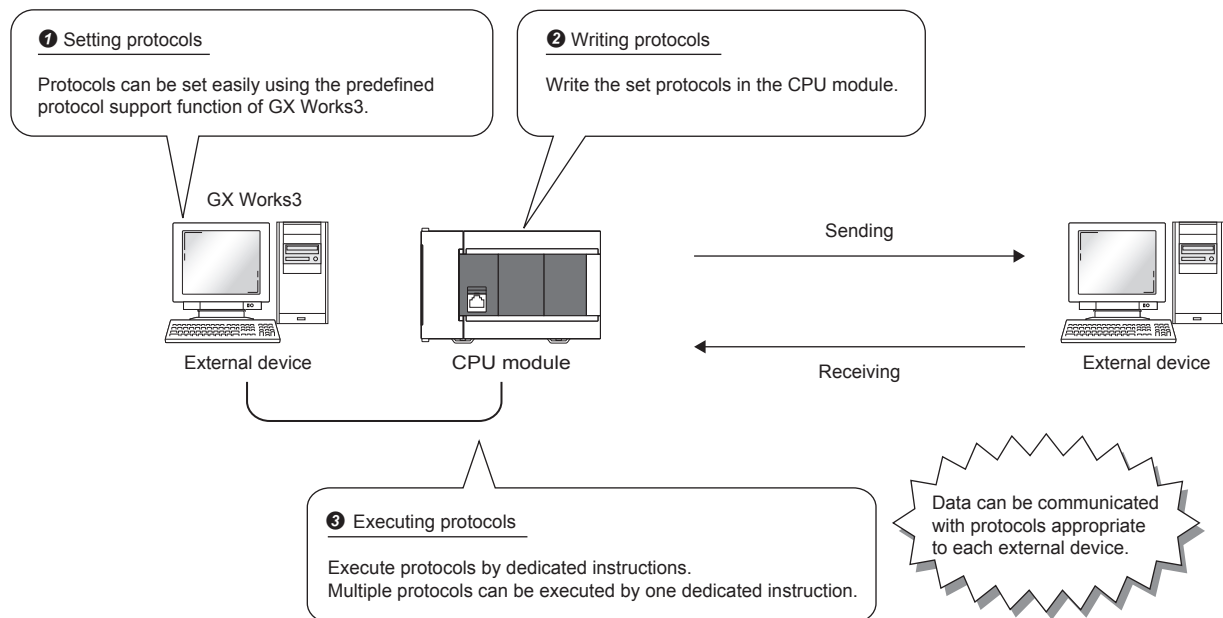 ❶ Setting protocols
Protocols can be set easily using the predefined
protocol support function of GX Works3.
❷ Writing protocols
Write the set protocols in the CPU module.
GX Works3
External device
CPU module
Sending
Receiving
External device
❸ Executing protocols
Execute protocols by dedicated instructions.
Multiple protocols can be executed by one dedicated instruction.
Data can be communicated
with protocols appropriate
to each external device.